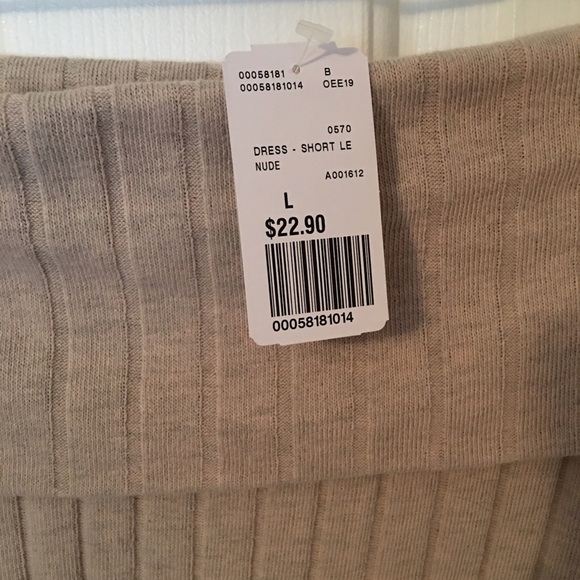 00058181 B
00058181014 OEE19
0570
DRESS - SHORT LE
NUDE
A001612
L
$22.90
00058181014